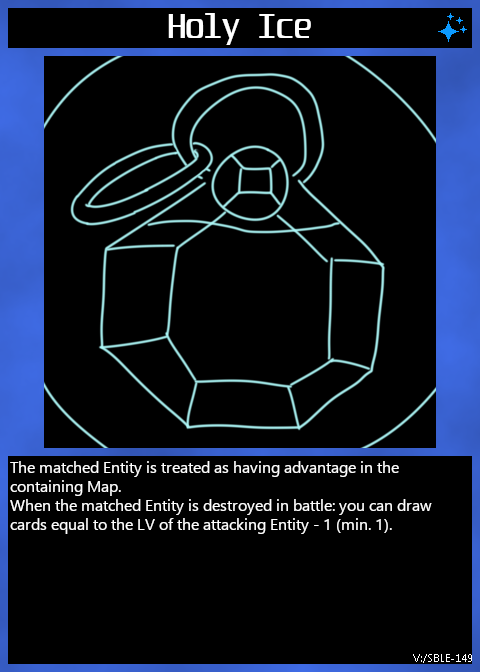 Holy Ice
The matched Entity is treated as having advantage in the
containing Map.
When the matched Entity is destroyed in battle: you can draw
cards equal to the LV of the attacking Entity - 1 (min. 1).
V:/SBLE-149